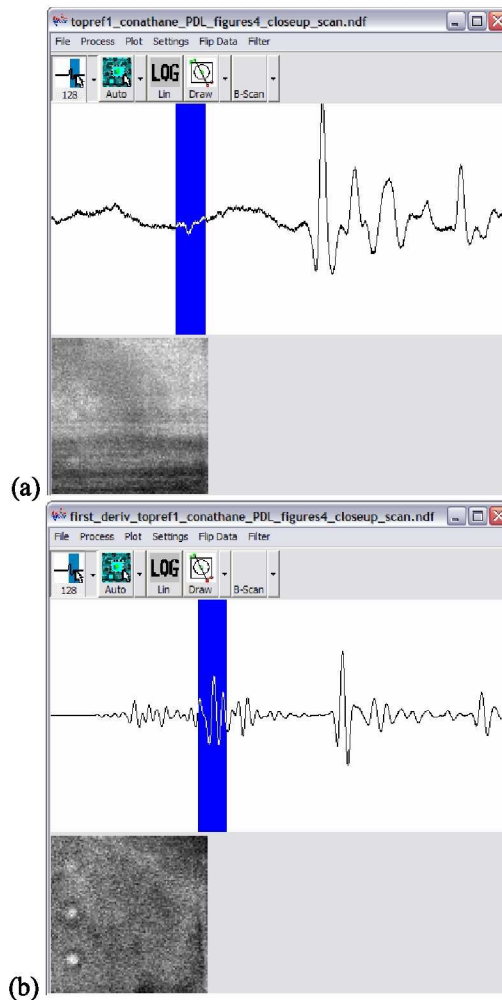 topref1_conathane_PDL_figures4_closeup_scan.ndf
File Process Plot Settings Flip Data Filter
LOG
128 Auto Lin Draw B-Scan
(a)
first_deriv_topref1_conathane_PDL_figures4_closeup_scan.ndf
File Process Plot Settings Flip Data Filter
LOG
128 Auto Lin Draw B-Scan
(b)